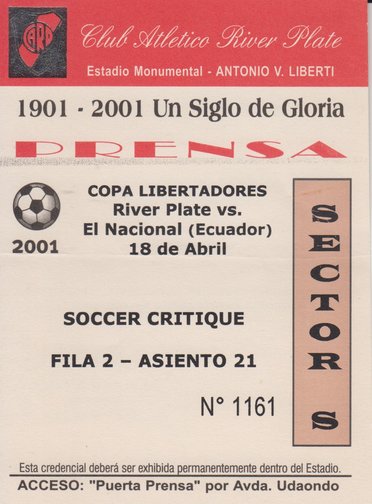 CARP
Club Atletico River Plate
Estadio Monumental - ANTONIO V. LIBERTI
1901 - 2001 Un Siglo de Gloria
PRENSA
COPA LIBERTADORES
River Plate vs.
El Nacional (Ecuador)
18 de Abril
2001
SECTOR S
SOCCER CRITIQUE
FILA 2 – ASIENTO 21
N° 1161
Esta credencial deberá ser exhibida permanentemente dentro del Estadio.
ACCESO: "Puerta Prensa" por Avda. Udaondo